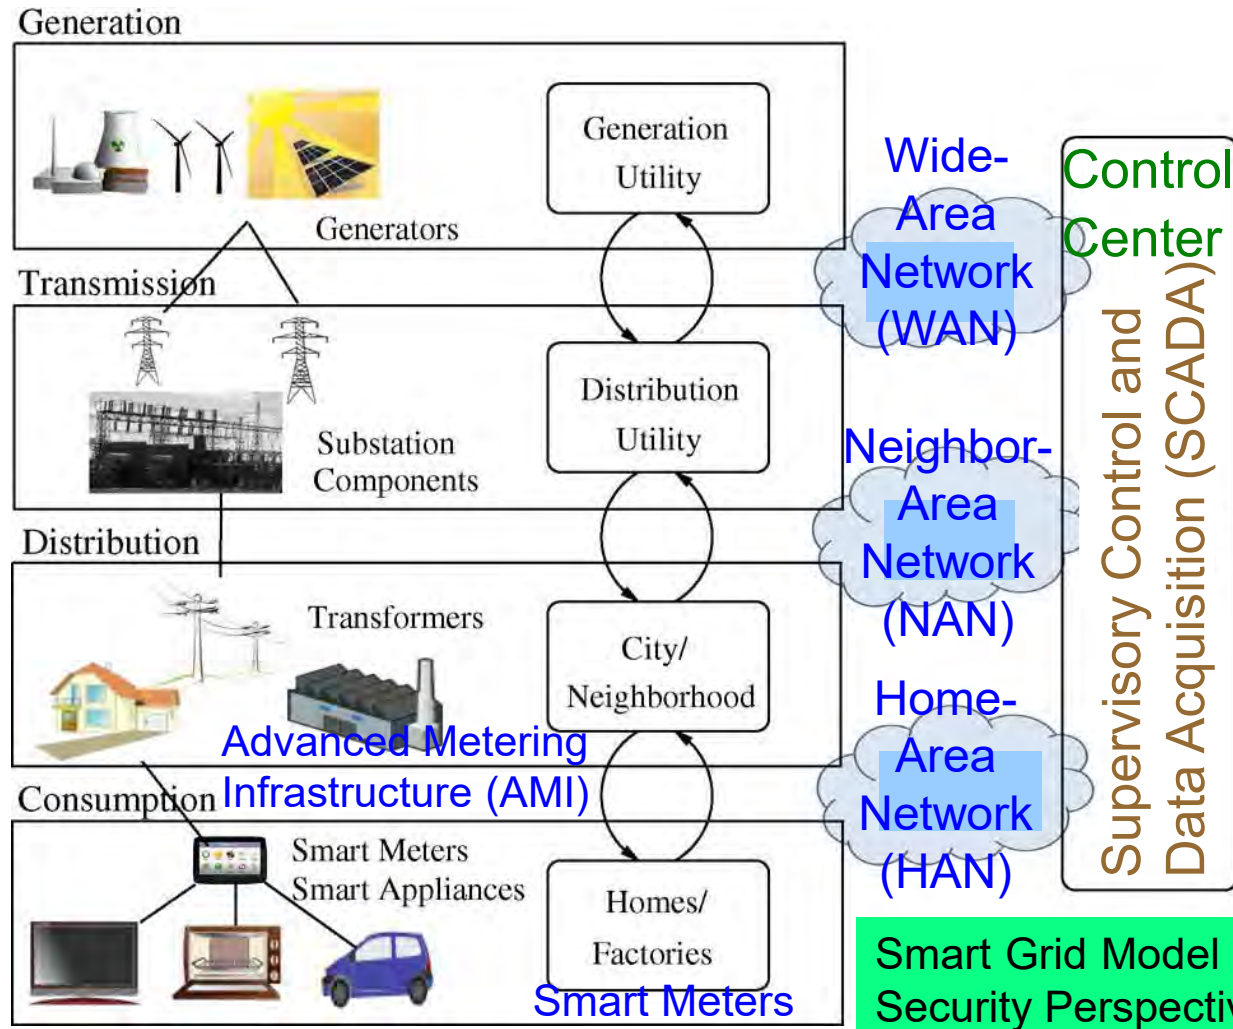 Generation
Generation
Utility
Generators
Transmission
Distribution
Utility
Substation
Components
Distribution
Transformers
City/
Neighborhood
Advanced Metering
Infrastructure (AMI)
Consumption
Smart Meters
Smart Appliances
Homes/
Factories
Smart Meters
Wide-
Area
Network
(WAN)
Neighbor-
Area
Network
(NAN)
Home-
Area
Network
(HAN)
Control
Center
Supervisory Control and
Data Acquisition (SCADA)
Smart Grid Model
Security Perspectiv